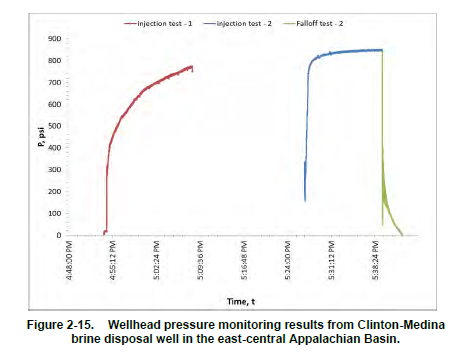 Injection test - 1 injection test - 2 Falloff test - 2
900
800
700
600
500
400
300
200
100
0
P, psi
4:48:00 PM
4:55:12 PM
5:02:24 PM
5:09:36 PM
5:16:48 PM
5:24:00 PM
5:31:12 PM
5:38:24 PM
Time, t
Figure 2-15. Wellhead pressure monitoring results from Clinton-Medina
brine disposal well in the east-central Appalachian Basin.